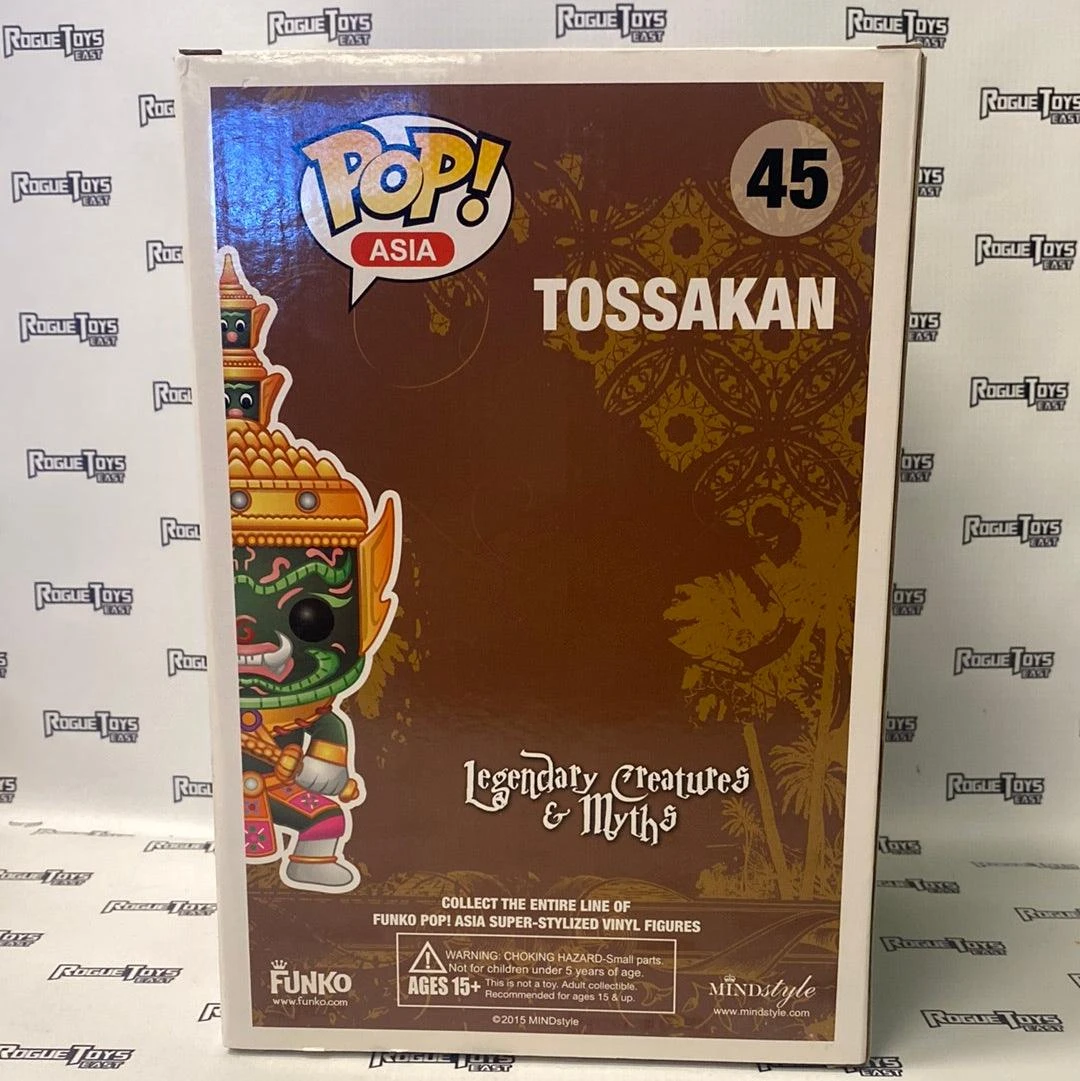 POP!
ASIA
45
TOSSAKAN
Legendary Creatures
& Myths
COLLECT THE ENTIRE LINE OF
FUNKO POP! ASIA SUPER-STYLIZED VINYL FIGURES
WARNING: CHOKING HAZARD-Small parts.
Not for children under 5 years of age.
AGES 15+ This is not a toy. Adult collectible.
Recommended for ages 15 & up.
FUNKO
www.funko.com
MINDstyle
www.mindstyle.com
©2015 MINDstyle
ROGUE TOYS
EAST